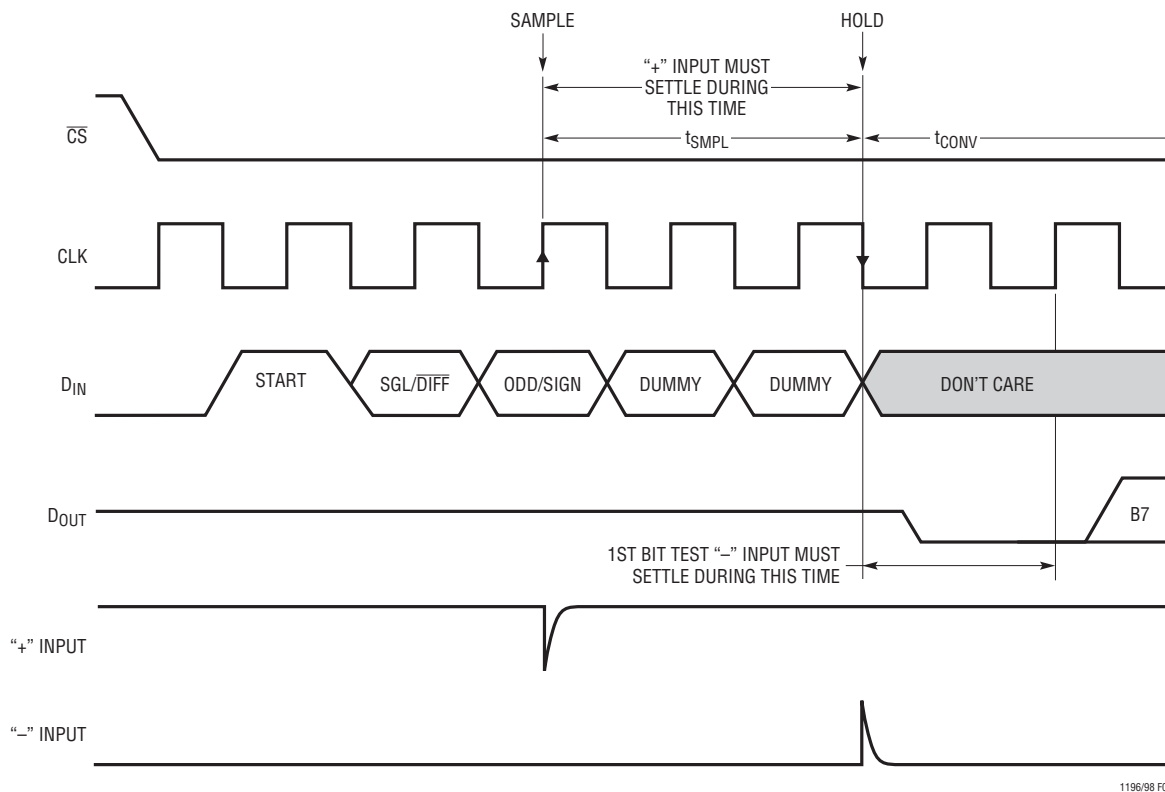 SAMPLE
HOLD
“+” INPUT MUST
SETTLE DURING
THIS TIME
CS
tSMPL
tCONV
CLK
DIN
START
SGL/DIFF
ODD/SIGN
DUMMY
DUMMY
DON'T CARE
DOUT
B7
1ST BIT TEST “–” INPUT MUST
SETTLE DURING THIS TIME
“+” INPUT
“–” INPUT
1196/98